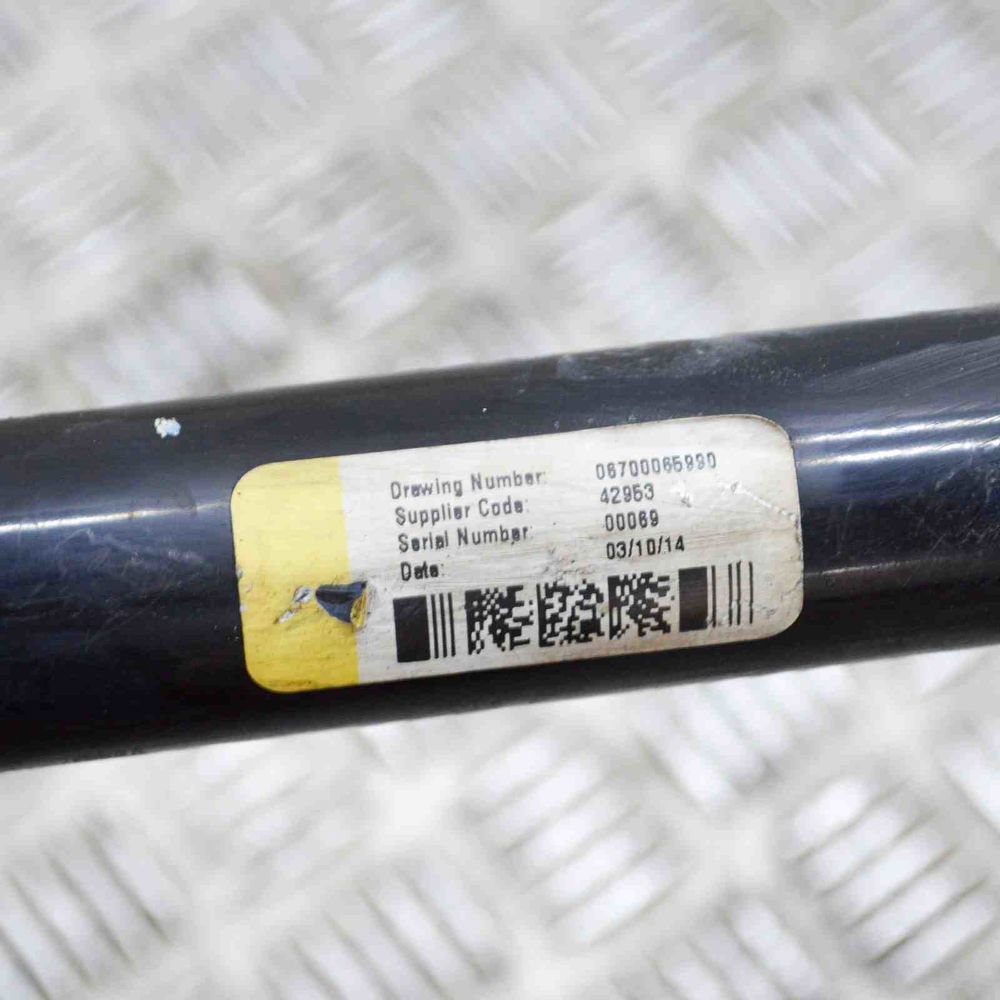 Drawing Number: 06700065990
Supplier Code: 42953
Serial Number: 00069
Date: 03/10/14